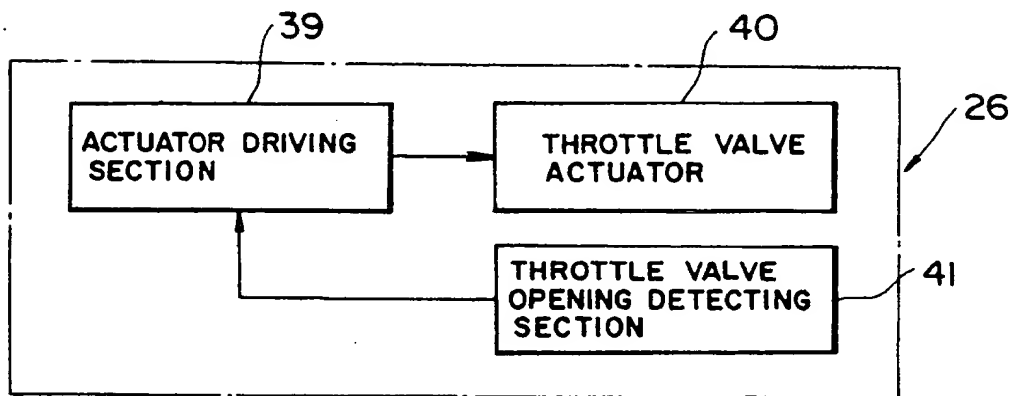 39
40
26
ACTUATOR DRIVING
SECTION
THROTTLE VALVE
ACTUATOR
THROTTLE VALVE
OPENING DETECTING
SECTION
41